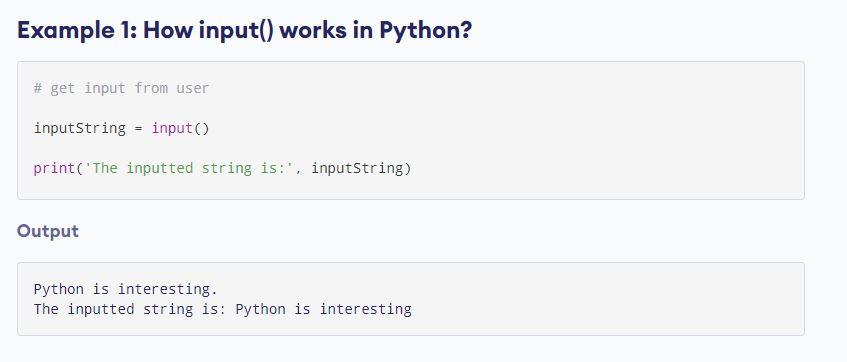 Example 1: How input() works in Python?
# get input from user
inputString = input()
print('The inputted string is:', inputString)
Output
Python is interesting.
The inputted string is: Python is interesting